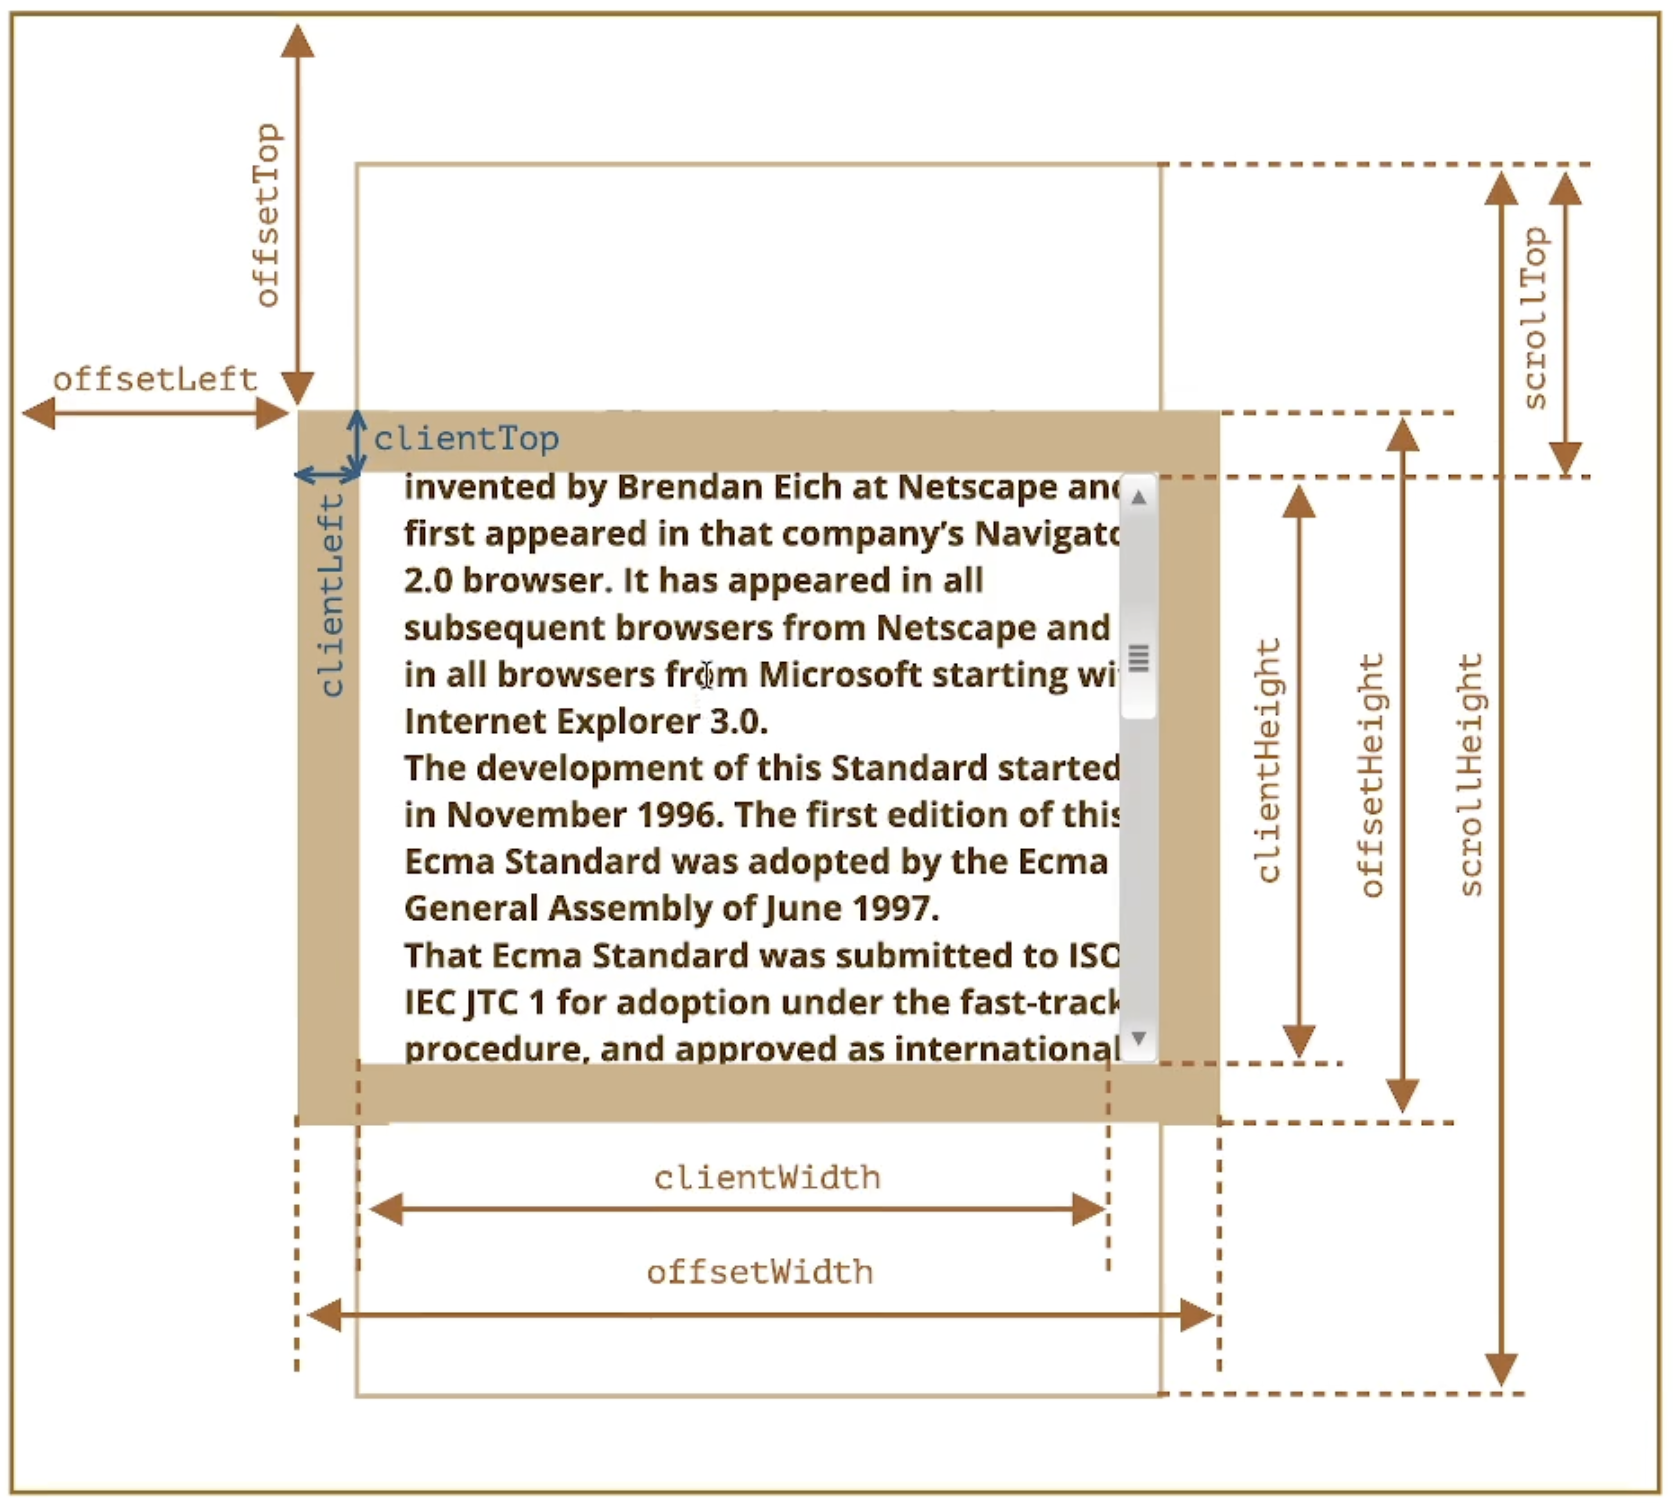 offsetTop
offsetLeft
scrollTop
clientTop
clientLeft
invented by Brendan Eich at Netscape and
first appeared in that company’s Navigato
2.0 browser. It has appeared in all
subsequent browsers from Netscape and
in all browsers from Microsoft starting wi
Internet Explorer 3.0.
The development of this Standard started
in November 1996. The first edition of this
Ecma Standard was adopted by the Ecma
General Assembly of June 1997.
That Ecma Standard was submitted to ISO
IEC JTC 1 for adoption under the fast-track
procedure, and approved as international
clientHeight
offsetHeight
scrollHeight
clientWidth
offsetWidth